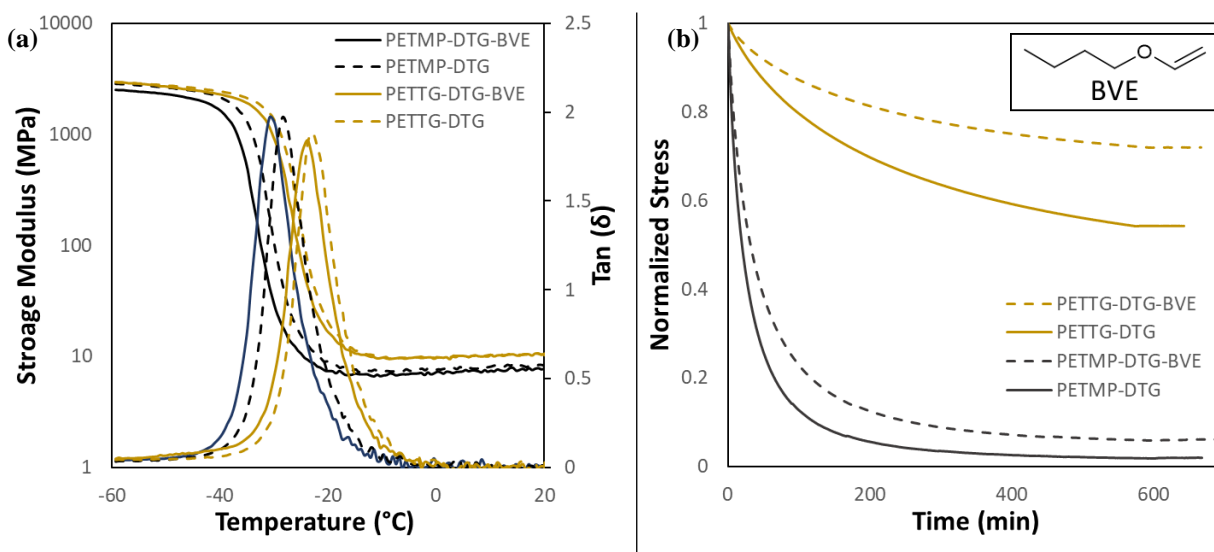 (a)
Stroage Modulus (MPa)
10000
1000
100
10
1
2.5
2
1.5
1
0.5
0
Tan (δ)
PETMP-DTG-BVE
PETMP-DTG
PETTG-DTG-BVE
PETTG-DTG
-60
-40
-20
0
20
Temperature (°C)
(b)
Normalized Stress
1
0.8
0.6
0.4
0.2
0
O
BVE
PETTG-DTG-BVE
PETTG-DTG
PETMP-DTG-BVE
PETMP-DTG
0
200
400
600
Time (min)